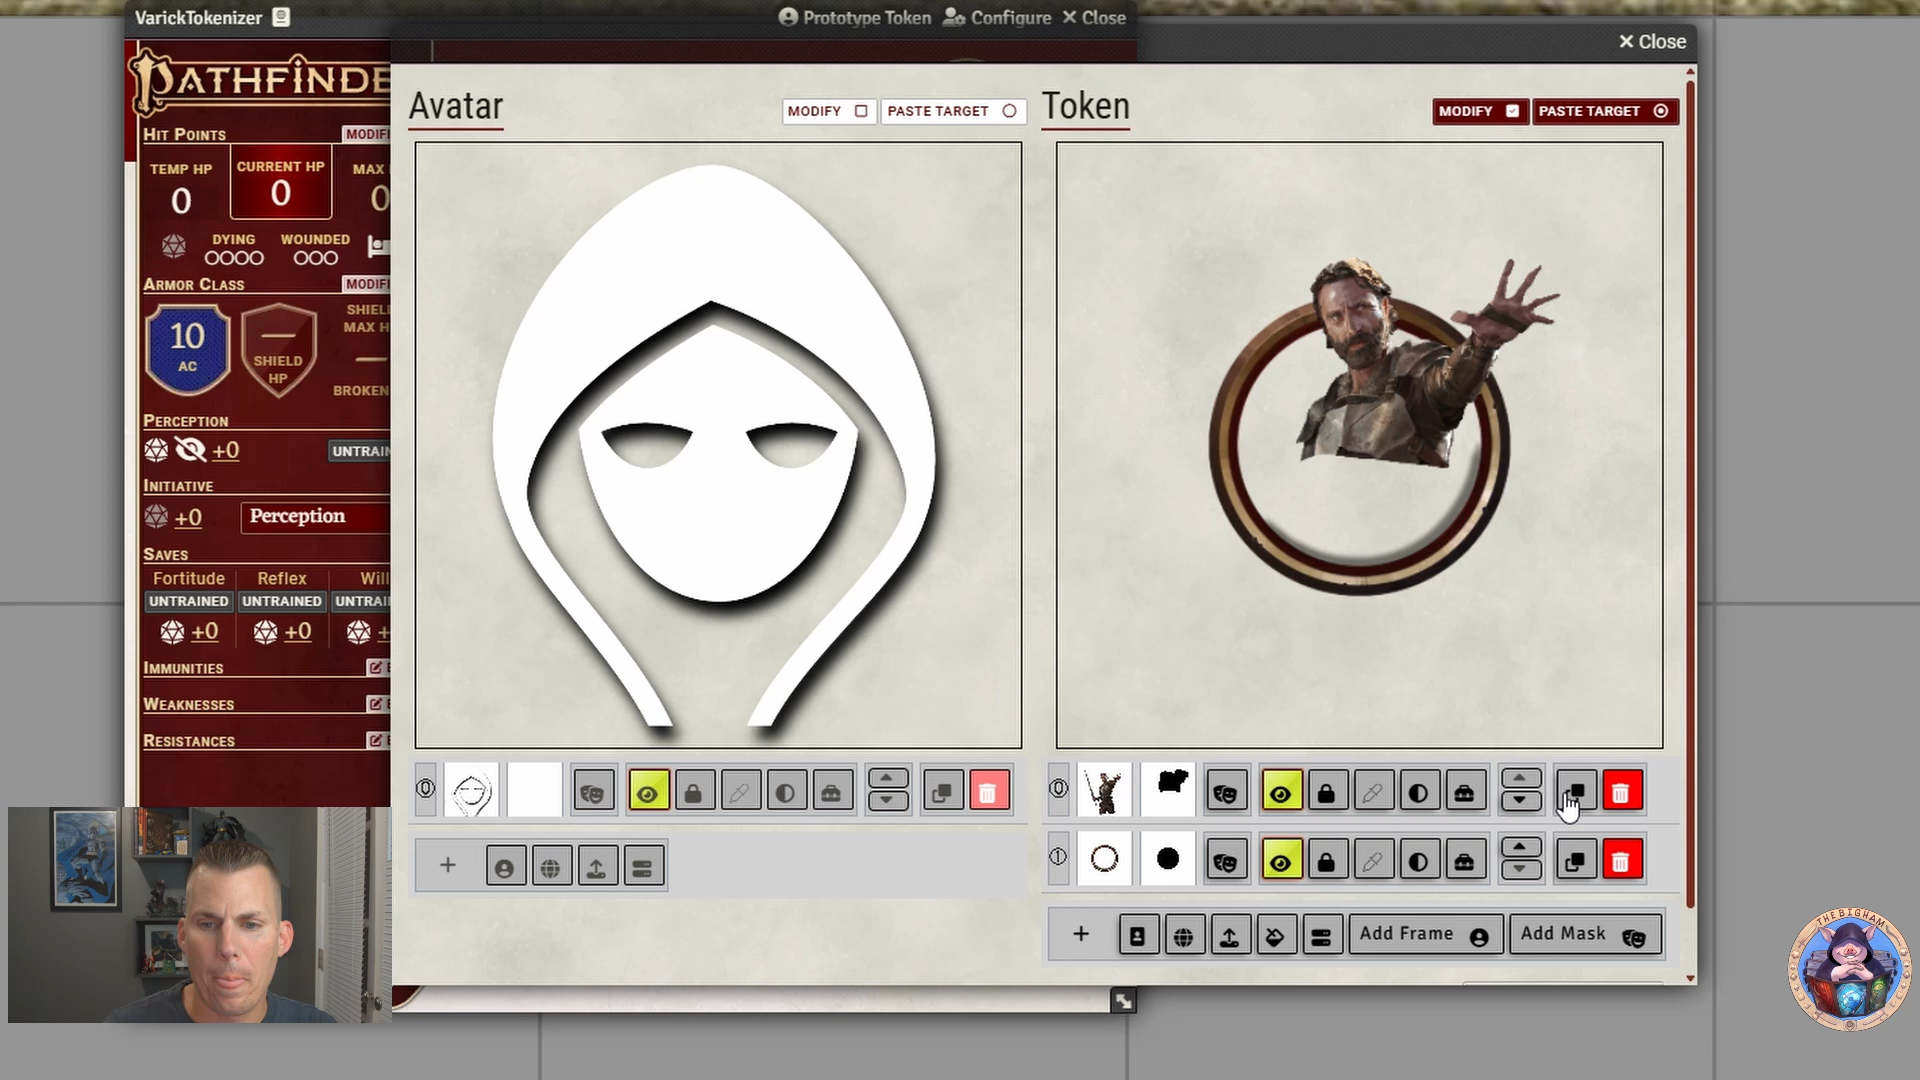 VarickTokenizer
Prototype Token Configure Close
Close
PATHFINDE
HIT POINTS MODIFI
TEMP HP
0
CURRENT HP
0
MAX
0
DYING
WOUNDED
ARMOR CLASS MODIFI
10
AC
SHIELD
HP
SHIEL
MAX H
BROKEN
PERCEPTION
+0 UNTRAIN
INITIATIVE
+0 Perception
SAVES
Fortitude Reflex Will
UNTRAINED UNTRAINED UNTRAI
+0 +0 +
IMMUNITIES
WEAKNESSES
RESISTANCES
Avatar MODIFY PASTE TARGET
Token MODIFY PASTE TARGET
0
0
1
+
+ Add Frame Add Mask
THEBIGHAM